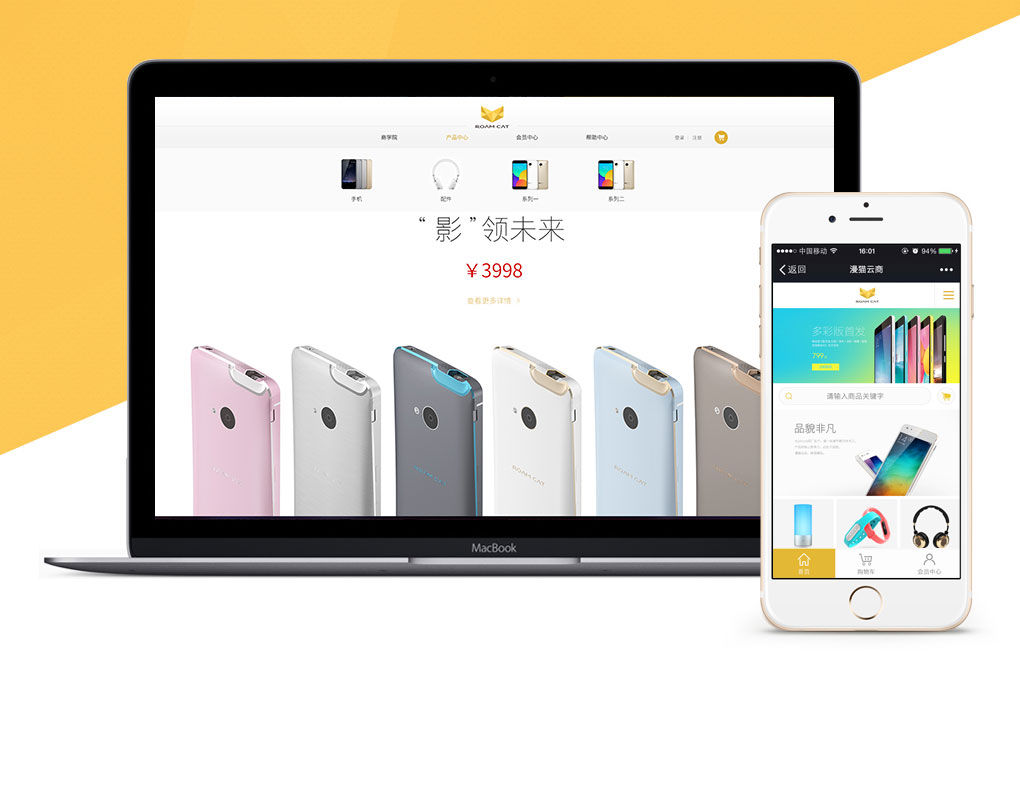 ROAM CAT
商学院
产品中心
会员中心
帮助中心
登录
注册
手机
配件
系列一
系列二
“影”领未来
￥3998
查看更多详情
ROAM CAT
MacBook
中国移动
16:01
94%
返回
漫猫云商
ROAM CAT
多彩版首发
799
请输入商品关键字
品貌非凡
首页
购物车
会员中心